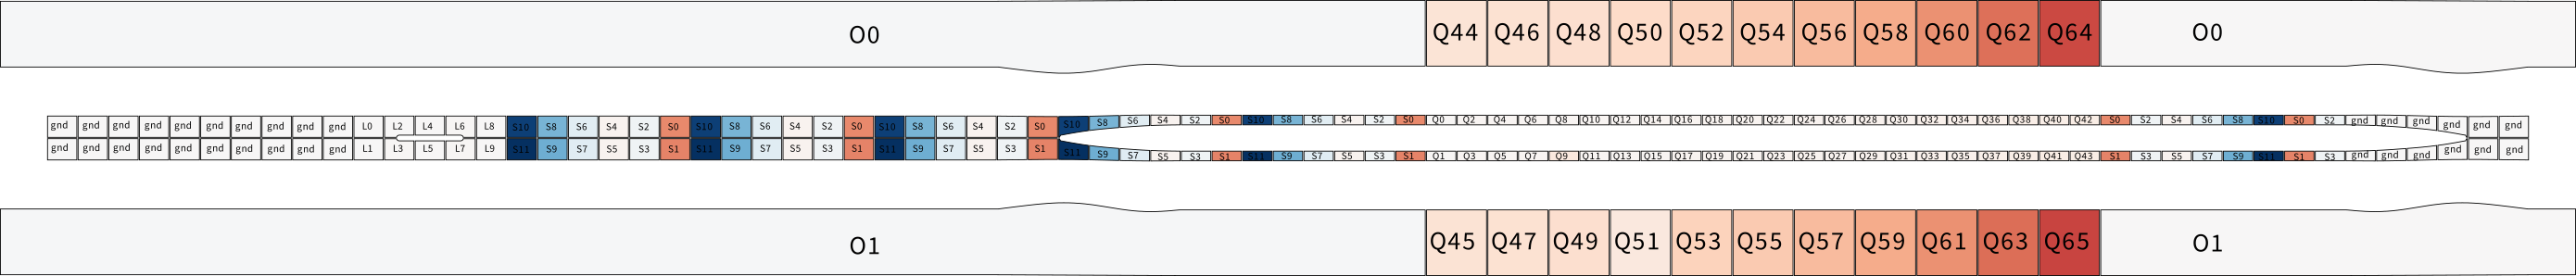 O0 Q44 Q46 Q48 Q50 Q52 Q54 Q56 Q58 Q60 Q62 Q64 O0
gnd gnd gnd gnd gnd gnd gnd gnd gnd gnd L0 L2 L4 L6 L8 S10 S8 S6 S4 S2 S0 S10 S8 S6 S4 S2 S0 S10 S8 S6 S4 S2 S0 S10 S8 S6 S4 S2 S0 S10 S8 S6 S4 S2 S0 Q0 Q2 Q4 Q6 Q8 Q10 Q12 Q14 Q16 Q18 Q20 Q22 Q24 Q26 Q28 Q30 Q32 Q34 Q36 Q38 Q40 Q42 S0 S2 S4 S6 S8 S10 S0 S2 gnd gnd gnd gnd gnd gnd
gnd gnd gnd gnd gnd gnd gnd gnd gnd gnd L1 L3 L5 L7 L9 S11 S9 S7 S5 S3 S1 S11 S9 S7 S5 S3 S1 S11 S9 S7 S5 S3 S1 S11 S9 S7 S5 S3 S1 S11 S9 S7 S5 S3 S1 Q1 Q3 Q5 Q7 Q9 Q11 Q13 Q15 Q17 Q19 Q21 Q23 Q25 Q27 Q29 Q31 Q33 Q35 Q37 Q39 Q41 Q43 S1 S3 S5 S7 S9 S11 S1 S3 gnd gnd gnd gnd gnd gnd
O1 Q45 Q47 Q49 Q51 Q53 Q55 Q57 Q59 Q61 Q63 Q65 O1